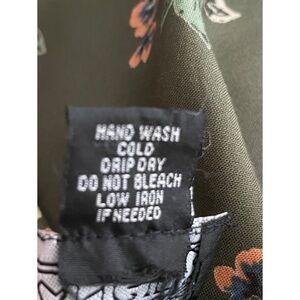 HAND WASH
COLD
DRIP DRY
DO NOT BLEACH
LOW IRON
IF NEEDED